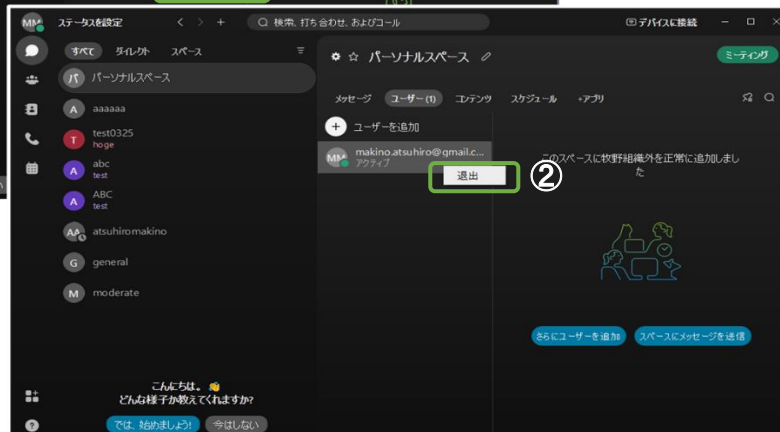 MM ステータスを設定
検索、打ち合わせ、およびコール
デバイスに接続
すべて ダイレクト スペース
パ パーソナルスペース
A aaaaaa
T test0325
hoge
A abc
test
A ABC
test
AA atsuhiromakino
G general
M moderate
こんにちは。
どんな様子か教えてくれますか?
では、始めましょう! 今はしない
パーソナルスペース
ミーティング
メッセージ ユーザー (1) コンテンツ スケジュール +アプリ
ユーザーを追加
MM makino.atsuhiro@gmail.c...
アクティブ
退出
②
このスペースに牧野組織外を正常に追加しまし
た
さらにユーザーを追加 スペースにメッセージを送信